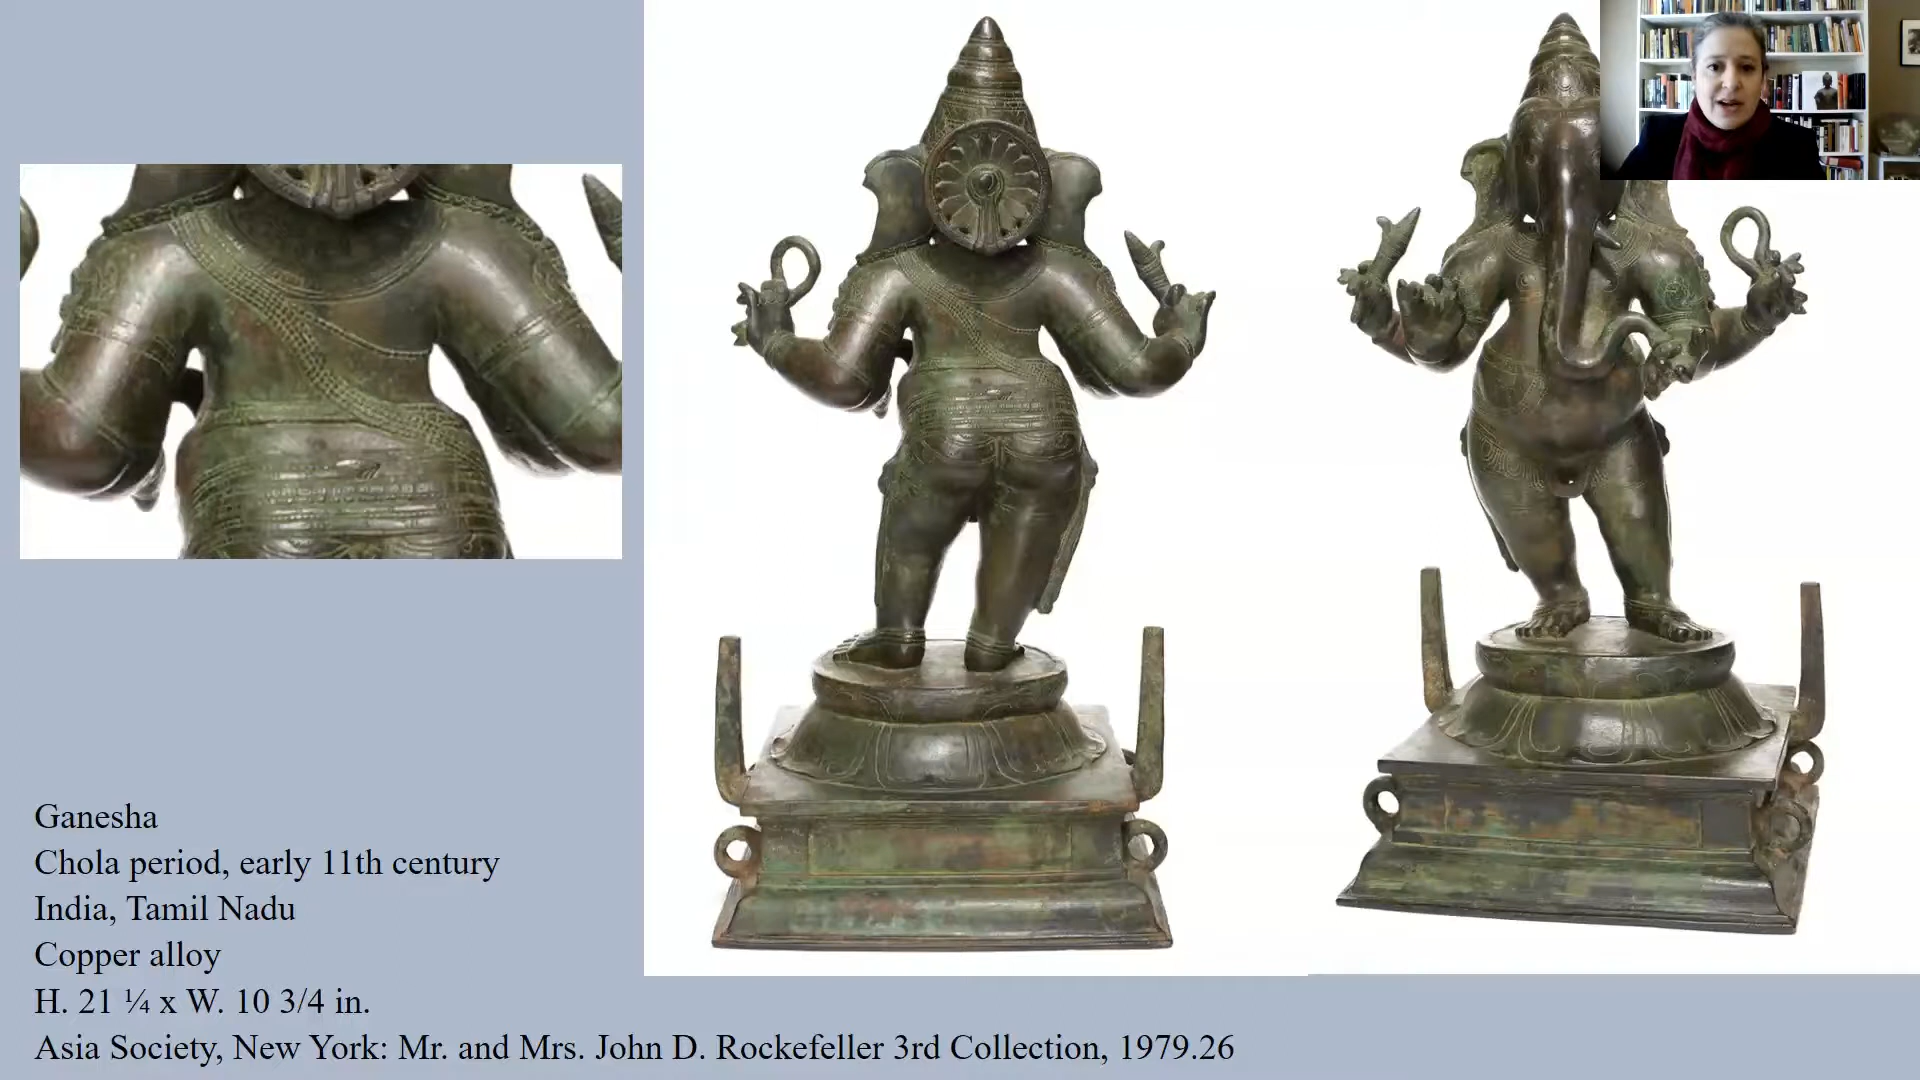 Ganesha
Chola period, early 11th century
India, Tamil Nadu
Copper alloy
H. 21 ¼ x W. 10 3/4 in.
Asia Society, New York: Mr. and Mrs. John D. Rockefeller 3rd Collection, 1979.26